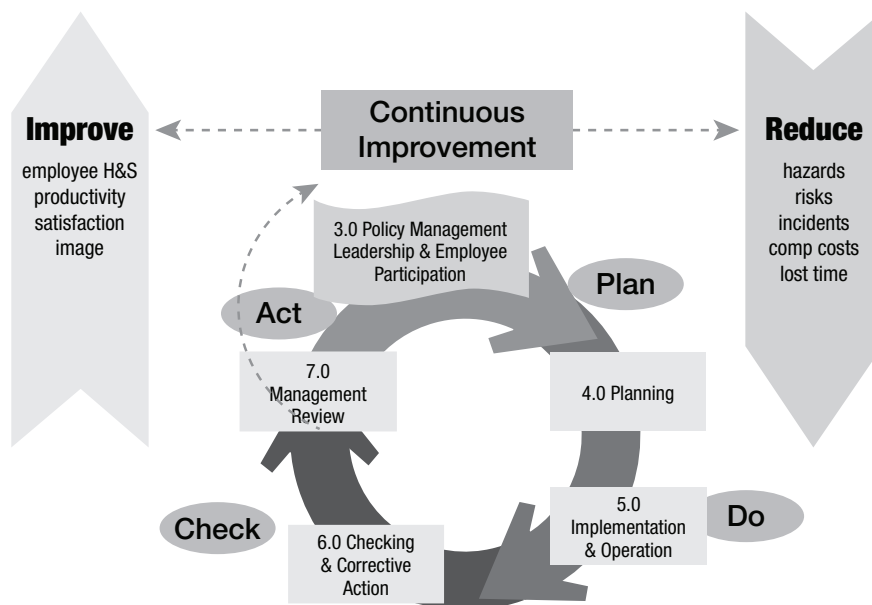 Improve
employee H&S
productivity
satisfaction
image
Continuous
Improvement
Reduce
hazards
risks
incidents
comp costs
lost time
3.0 Policy Management
Leadership & Employee
Participation
Plan
Act
7.0
Management
Review
4.0 Planning
Check
6.0 Checking
& Corrective
Action
5.0
Implementation
& Operation
Do